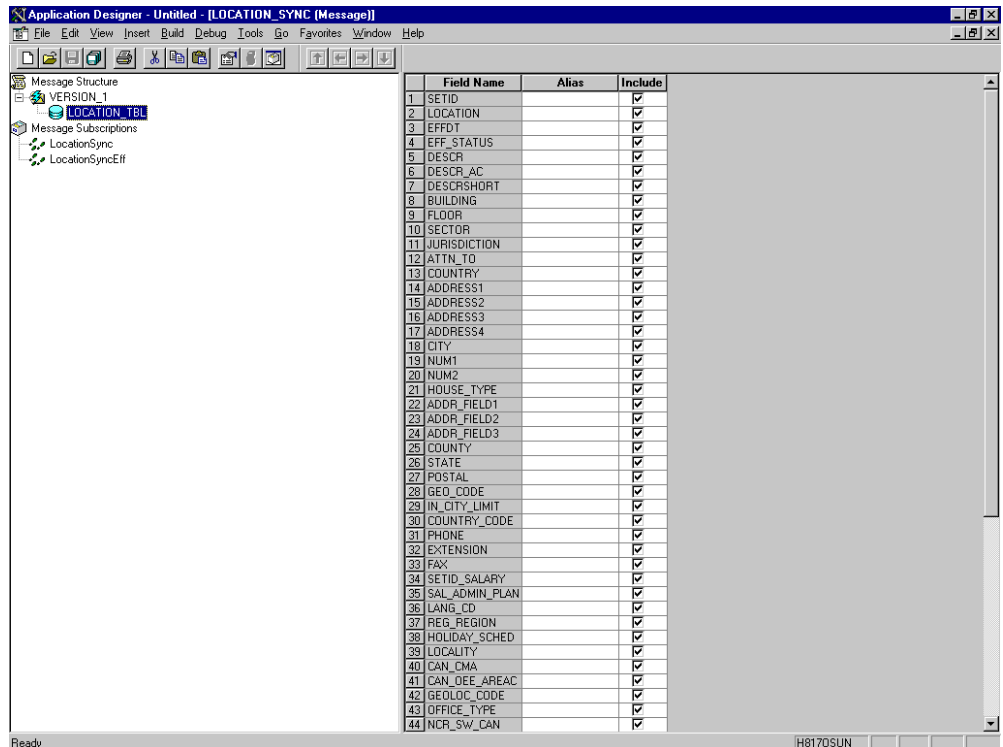 Application Designer - Untitled - [LOCATION_SYNC (Message)]
File Edit View Insert Build Debug Tools Go Favorites Window Help
Message Structure
VERSION_1
LOCATION_TBL
Message Subscriptions
LocationSync
LocationSyncEff
Field Name Alias Include
1 SETID
2 LOCATION
3 EFFDT
4 EFF_STATUS
5 DESCR
6 DESCR_AC
7 DESCRSHORT
8 BUILDING
9 FLOOR
10 SECTOR
11 JURISDICTION
12 ATTN_TO
13 COUNTRY
14 ADDRESS1
15 ADDRESS2
16 ADDRESS3
17 ADDRESS4
18 CITY
19 NUM1
20 NUM2
21 HOUSE_TYPE
22 ADDR_FIELD1
23 ADDR_FIELD2
24 ADDR_FIELD3
25 COUNTY
26 STATE
27 POSTAL
28 GEO_CODE
29 IN_CITY_LIMIT
30 COUNTRY_CODE
31 PHONE
32 EXTENSION
33 FAX
34 SETID_SALARY
35 SAL_ADMIN_PLAN
36 LANG_CD
37 REG_REGION
38 HOLIDAY_SCHED
39 LOCALITY
40 CAN_CMA
41 CAN_OEE_AREAC
42 GEOLOC_CODE
43 OFFICE_TYPE
44 NCR_SW_CAN
Ready H8170SUN